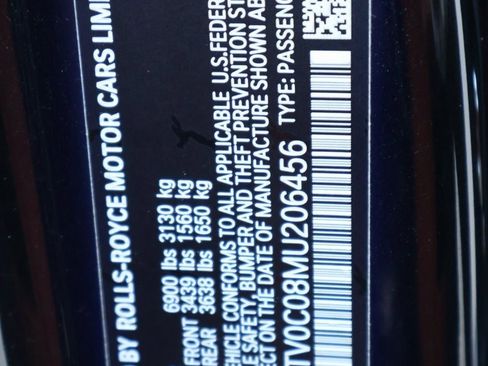 D BY ROLLS-ROYCE MOTOR CARS LIMI
6900 lbs 3130 kg
FRONT 3439 lbs 1560 kg
REAR 3638 lbs 1650 kg
EHICLE CONFORMS TO ALL APPLICABLE U.S.FEDER
LE SAFETY, BUMPER AND THEFT PREVENTION ST
ECT ON THE DATE OF MANUFACTURE SHOWN AB
TV0C08MU206456 TYPE: PASSENG